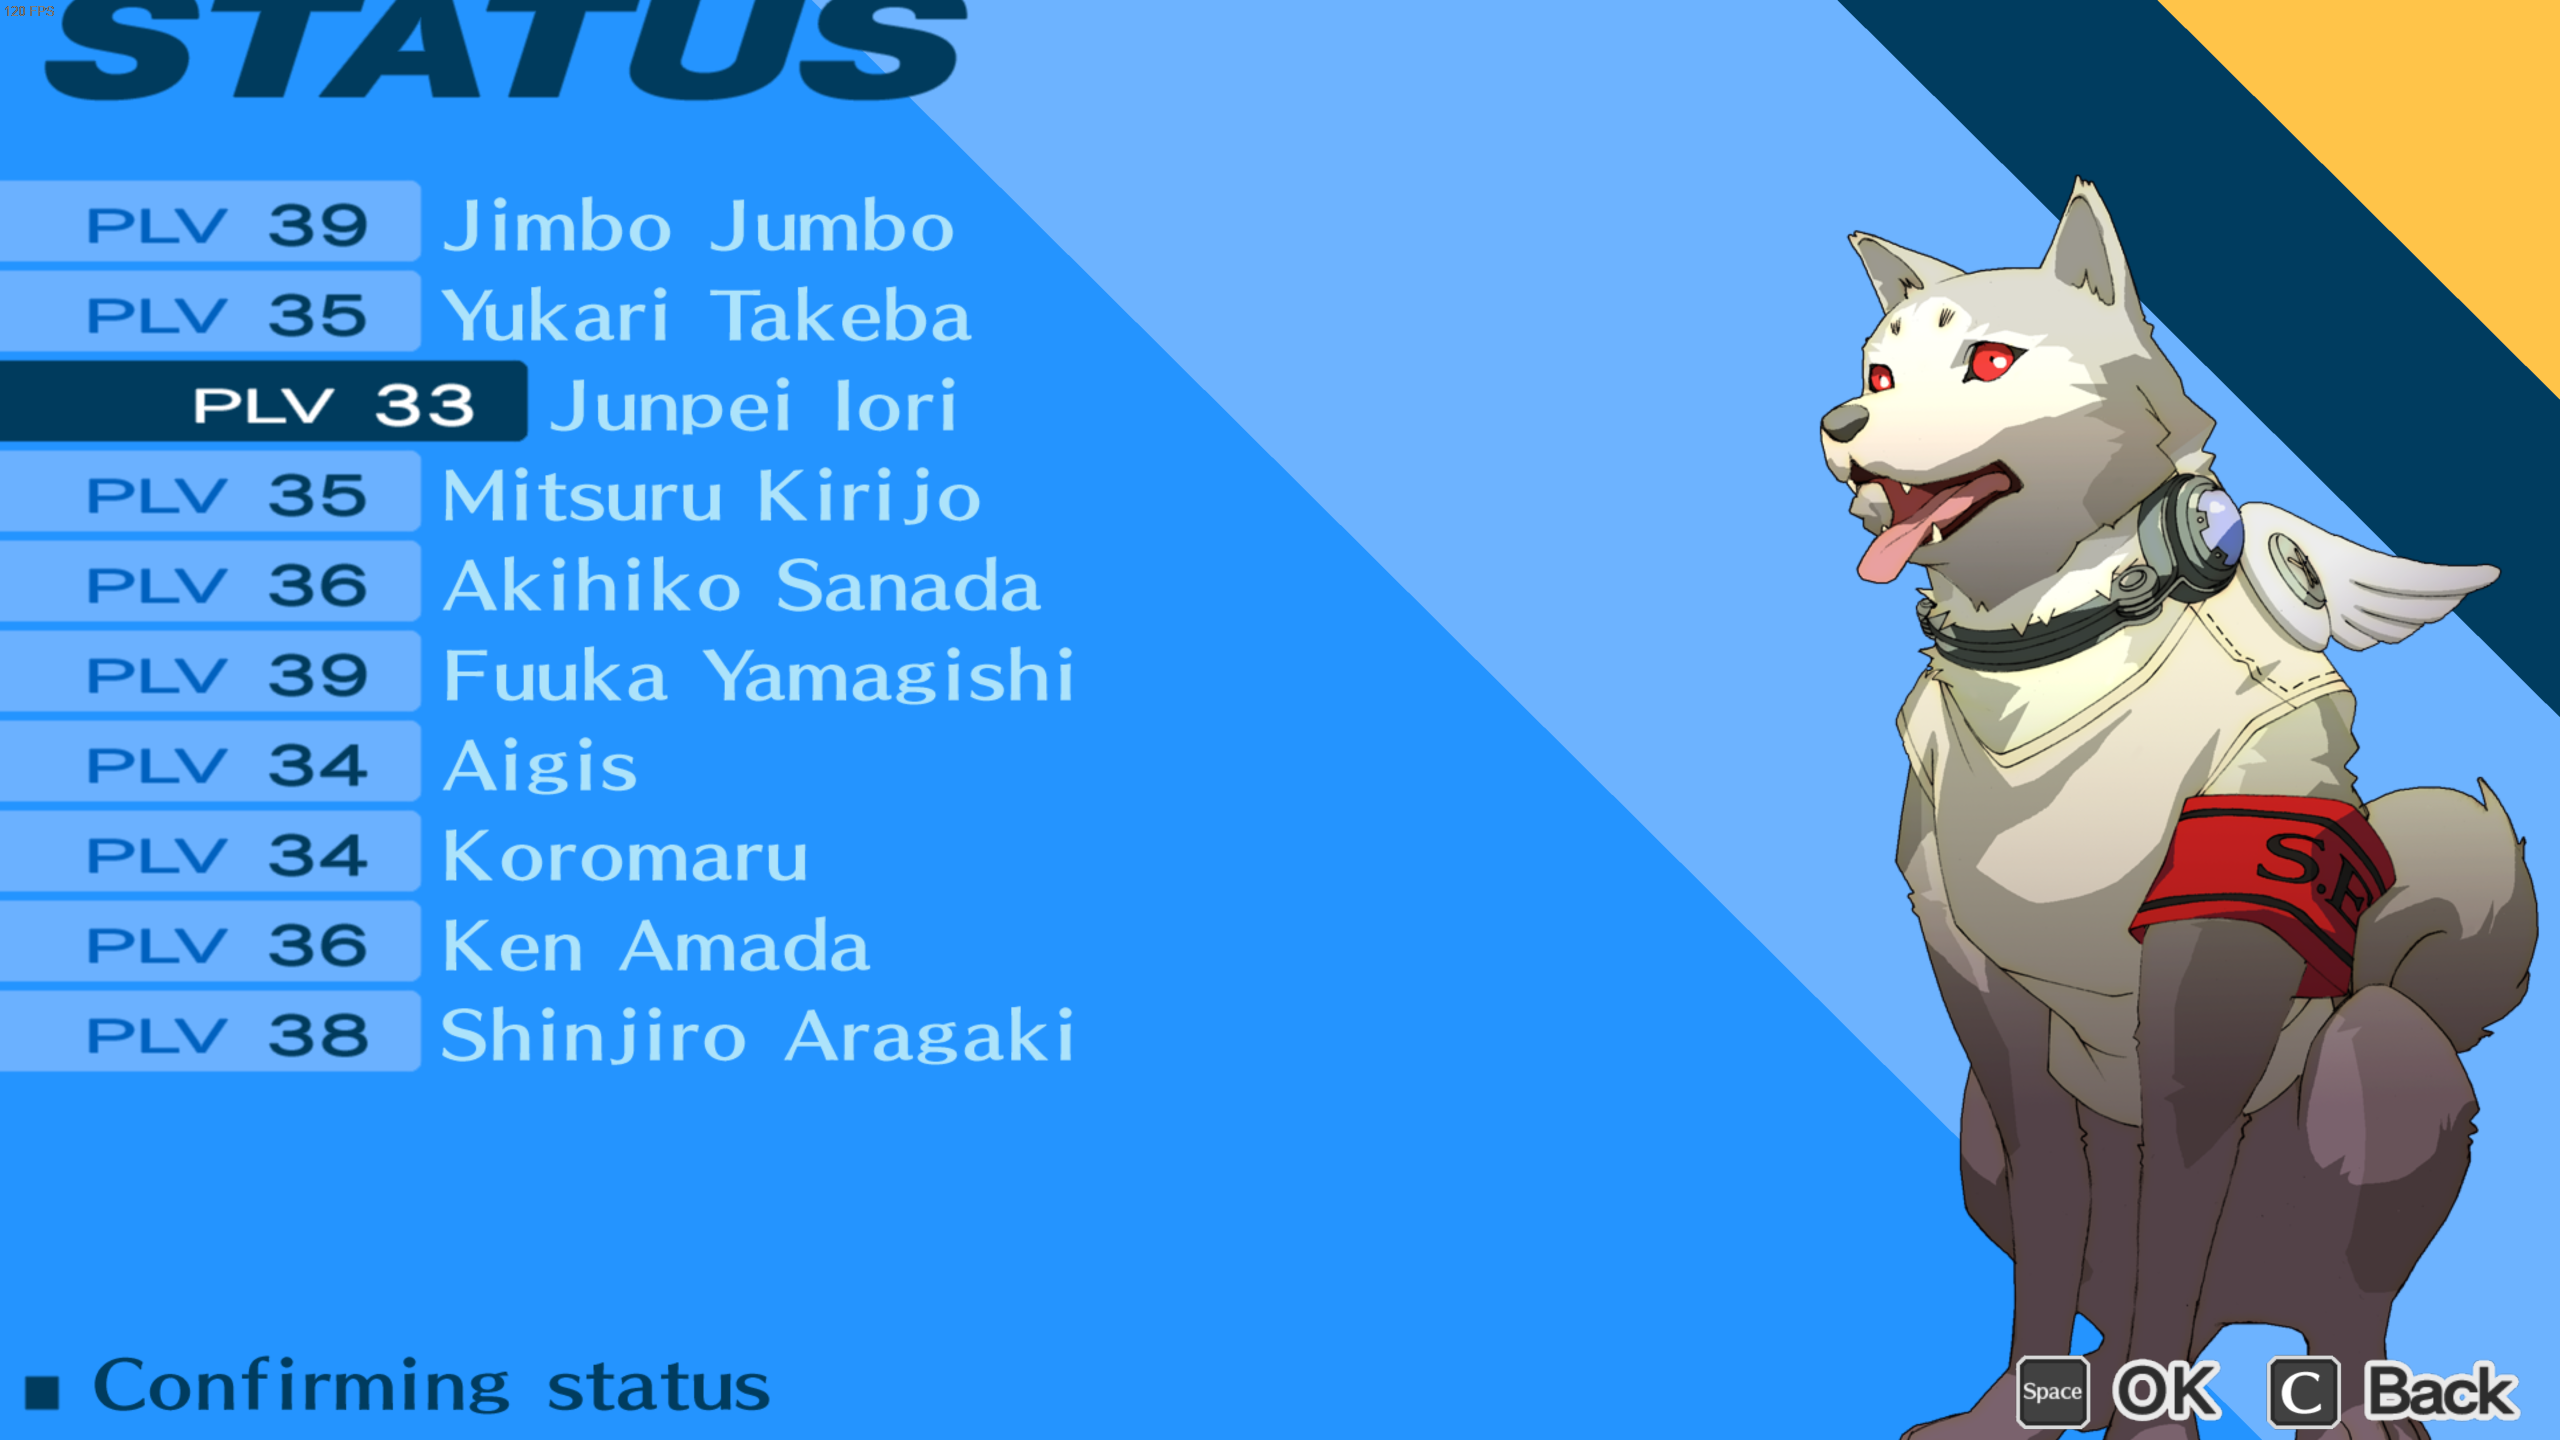 120 FPS
STATUS
PLV 39 Jimbo Jumbo
PLV 35 Yukari Takeba
PLV 33 Junpei Iori
PLV 35 Mitsuru Kirijo
PLV 36 Akihiko Sanada
PLV 39 Fuuka Yamagishi
PLV 34 Aigis
PLV 34 Koromaru
PLV 36 Ken Amada
PLV 38 Shinjiro Aragaki
S.E
Confirming status
Space OK C Back